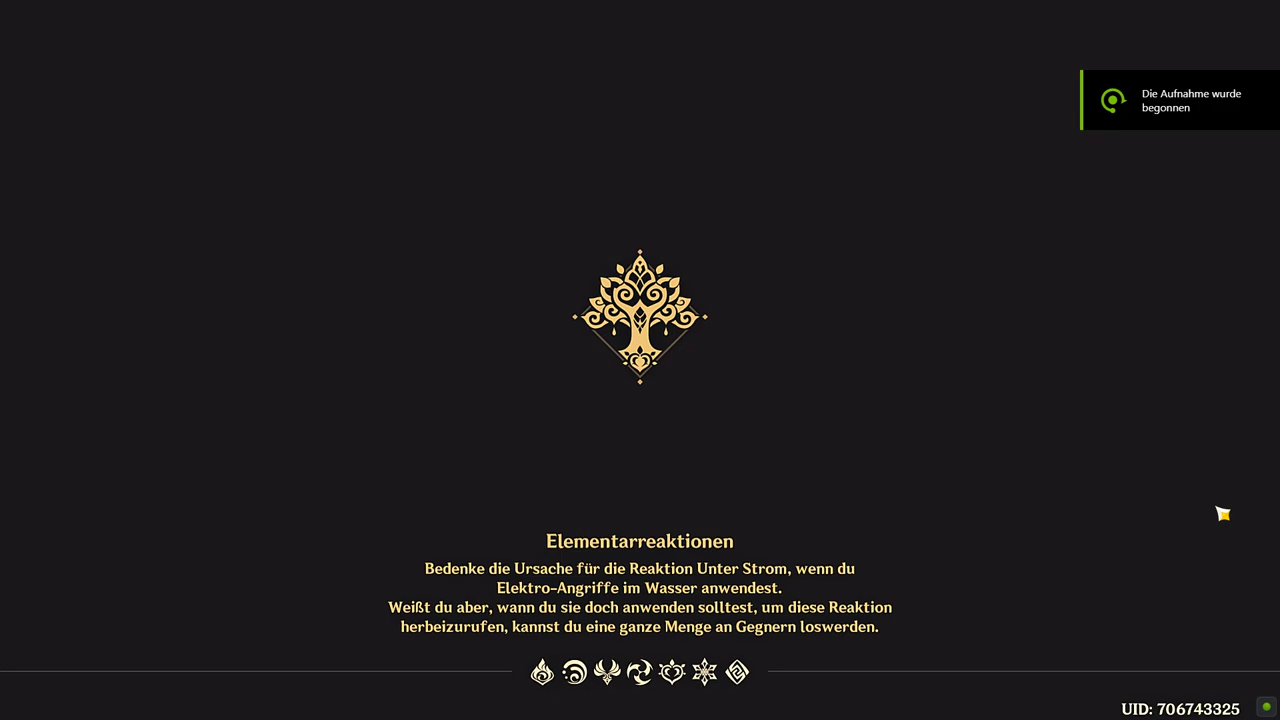 Die Aufnahme wurde
begonnen
Elementarreaktionen
Bedenke die Ursache für die Reaktion Unter Strom, wenn du
Elektro-Angriffe im Wasser anwendest.
Weißt du aber, wann du sie doch anwenden solltest, um diese Reaktion
herbeizurufen, kannst du eine ganze Menge an Gegnern loswerden.
UID: 706743325